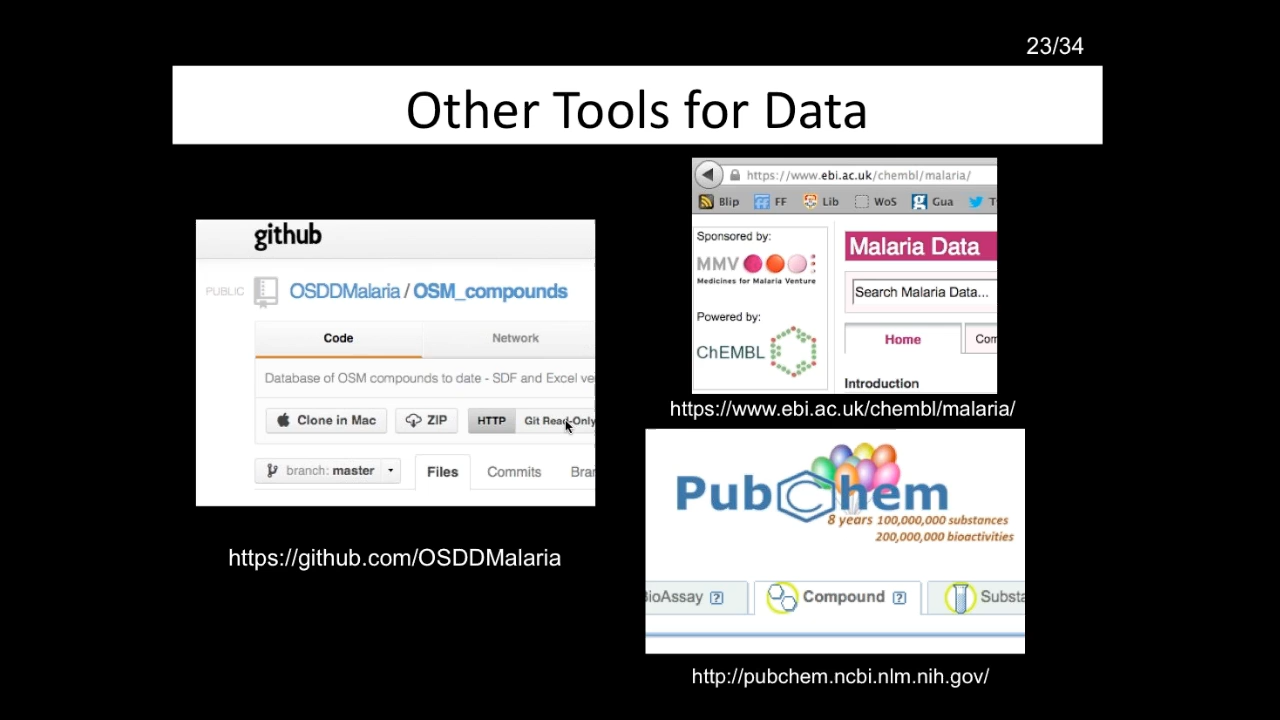 23/34
Other Tools for Data
github
PUBLIC OSDDMalaria / OSM_compounds
Code Network
Database of OSM compounds to date - SDF and Excel ve
Clone in Mac ZIP HTTP Git Read-Only
branch: master Files Commits Bran
https://github.com/OSDDMalaria
https://www.ebi.ac.uk/chembl/malaria/
Blip FF Lib WoS Gua T
Sponsored by:
MMV
Medicines for Malaria Venture
Powered by:
ChEMBL
Malaria Data
Search Malaria Data...
Home Com
Introduction
https://www.ebi.ac.uk/chembl/malaria/
PubChem
8 years 100,000,000 substances
200,000,000 bioactivities
BioAssay ? Compound ? Substa
http://pubchem.ncbi.nlm.nih.gov/